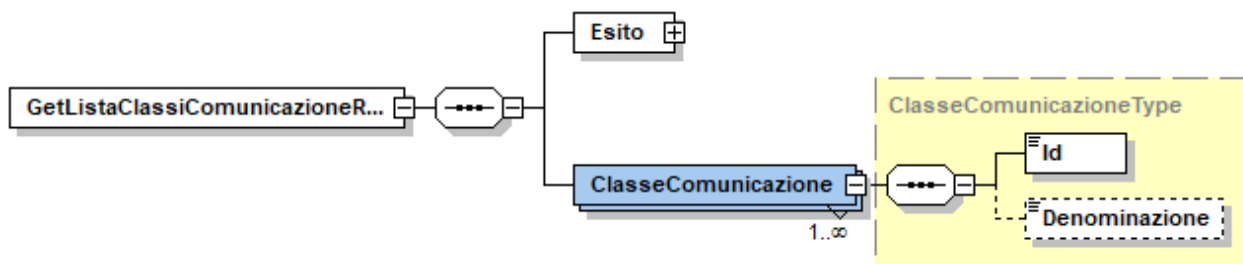 Esito
GetListaClassiComunicazioneR...
ClasseComunicazioneType
Id
ClasseComunicazione
Denominazione
1..∞